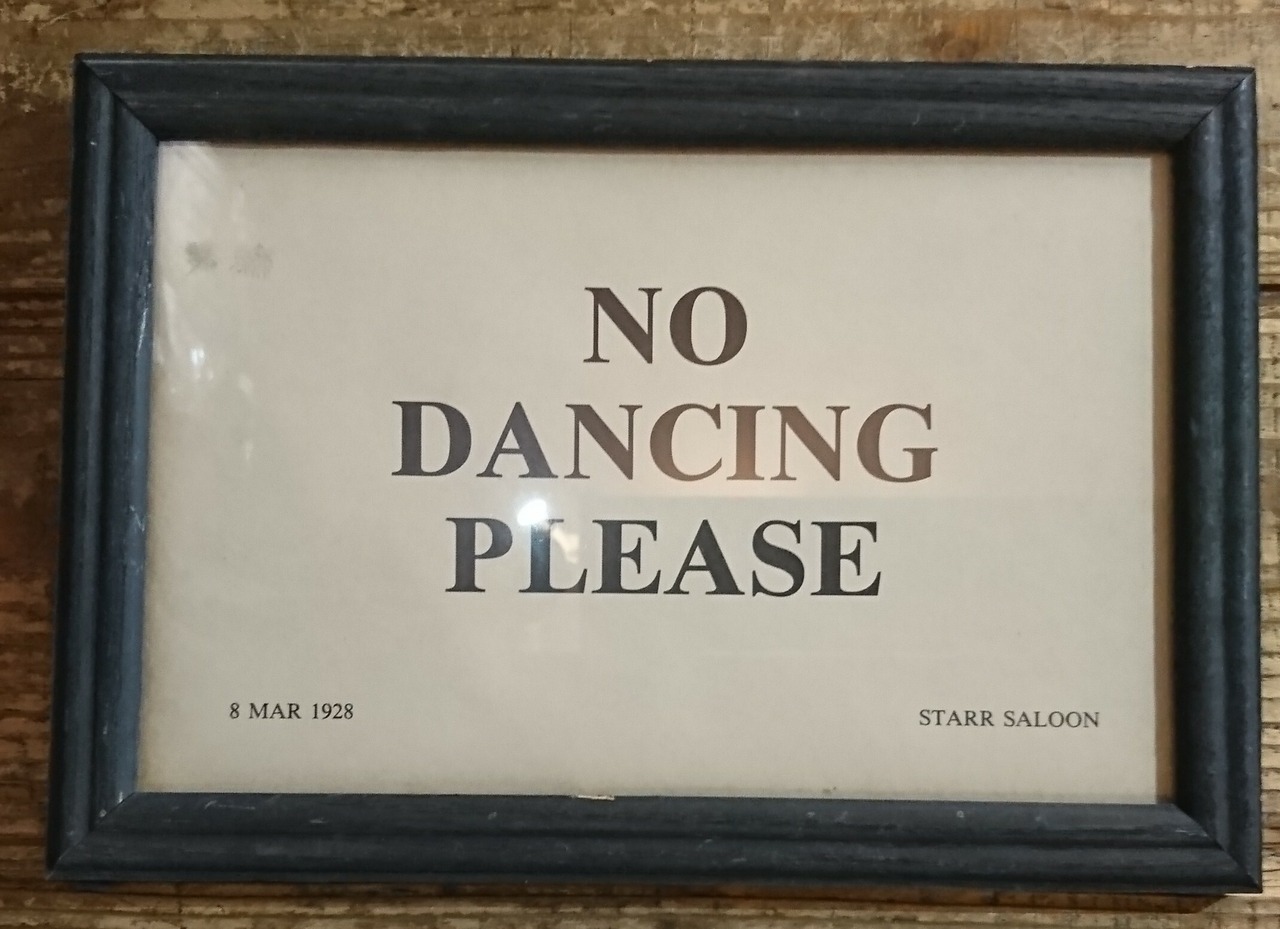 NO
DANCING
PLEASE
8 MAR 1928
STARR SALOON